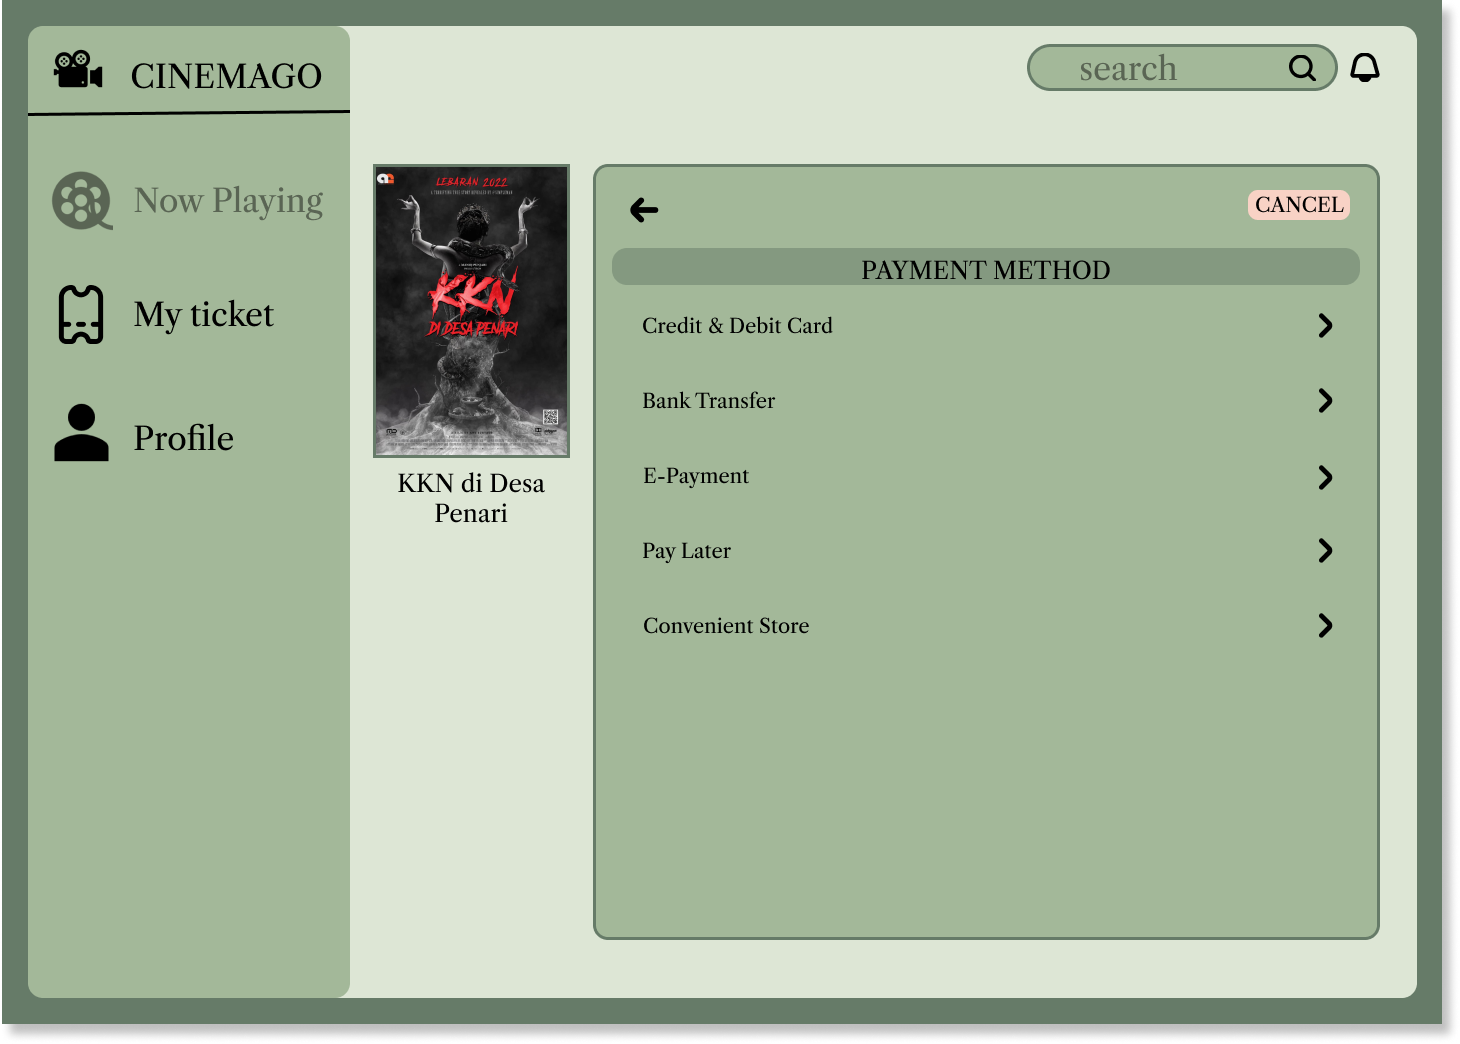 CINEMAGO
search
Now Playing
My ticket
Profile
LEBARAN 2022
KKN
DI DESA PENARI
KKN di Desa
Penari
CANCEL
PAYMENT METHOD
Credit & Debit Card
Bank Transfer
E-Payment
Pay Later
Convenient Store